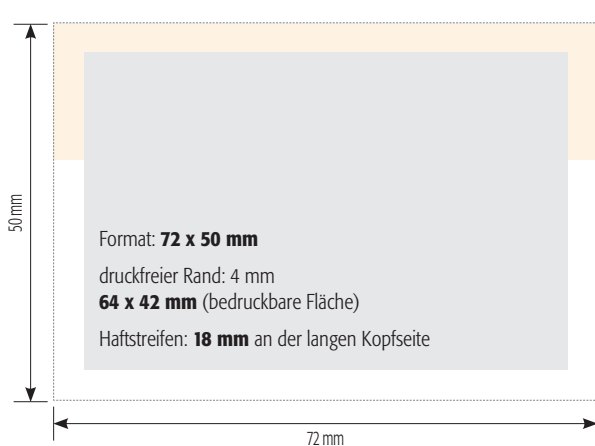 50 mm
Format: 72 x 50 mm
druckfreier Rand: 4 mm
64 x 42 mm (bedruckbare Fläche)
Haftstreifen: 18 mm an der langen Kopfseite
72 mm